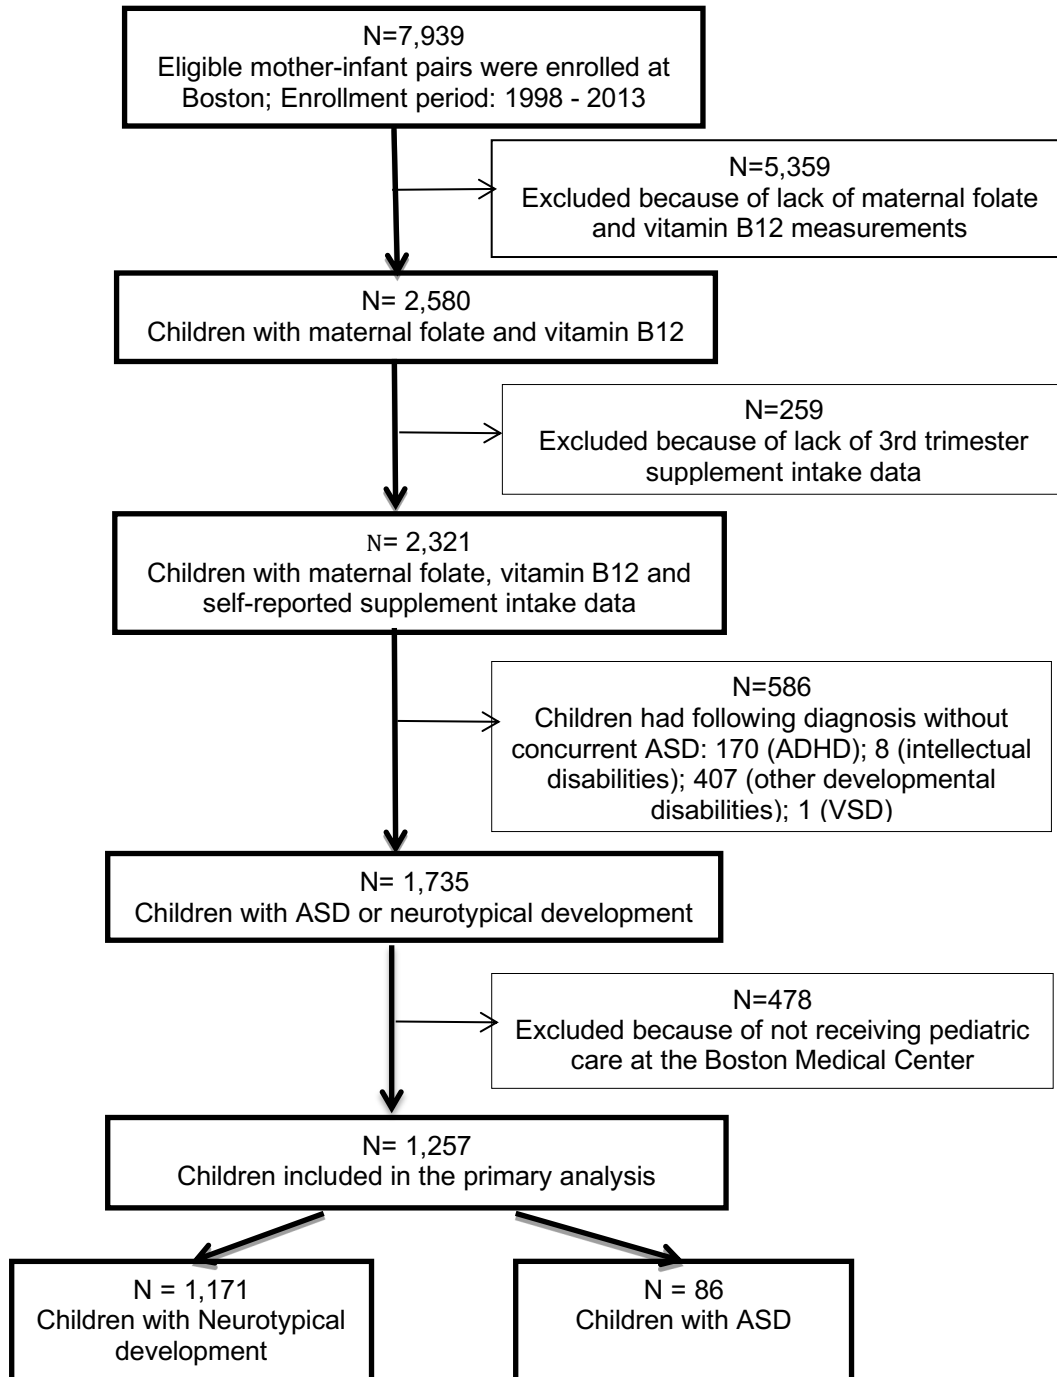 N=7,939
Eligible mother-infant pairs were enrolled at
Boston; Enrollment period: 1998 - 2013
N=5,359
Excluded because of lack of maternal folate
and vitamin B12 measurements
N= 2,580
Children with maternal folate and vitamin B12
N=259
Excluded because of lack of 3rd trimester
supplement intake data
N= 2,321
Children with maternal folate, vitamin B12 and
self-reported supplement intake data
N=586
Children had following diagnosis without
concurrent ASD: 170 (ADHD); 8 (intellectual
disabilities); 407 (other developmental
disabilities); 1 (VSD)
N= 1,735
Children with ASD or neurotypical development
N=478
Excluded because of not receiving pediatric
care at the Boston Medical Center
N= 1,257
Children included in the primary analysis
N = 1,171
Children with Neurotypical
development
N = 86
Children with ASD